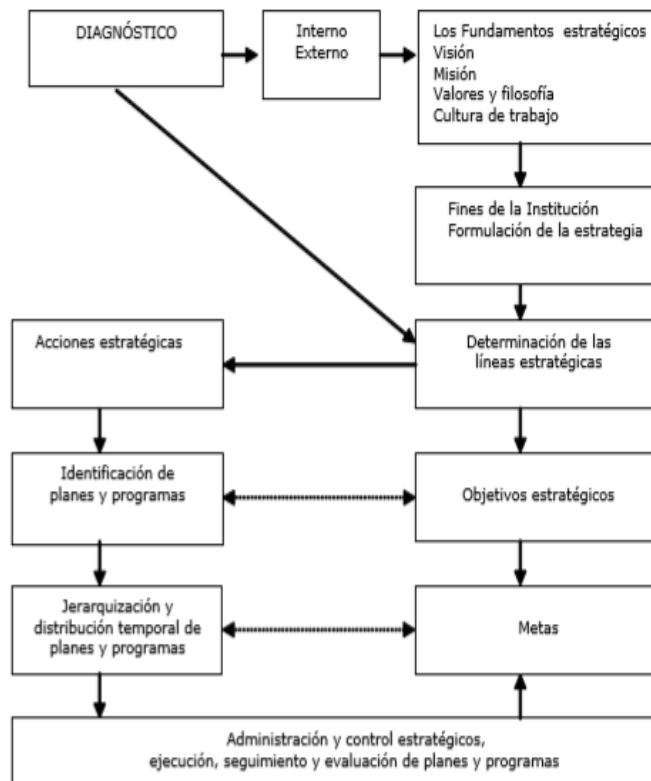 DIAGNÓSTICO
Interno
Externo
Los Fundamentos estratégicos
Visión
Misión
Valores y filosofía
Cultura de trabajo
Fines de la Institución
Formulación de la estrategia
Acciones estratégicas
Determinación de las
líneas estratégicas
Identificación de
planes y programas
Objetivos estratégicos
Jerarquización y
distribución temporal de
planes y programas
Metas
Administración y control estratégicos,
ejecución, seguimiento y evaluación de planes y programas